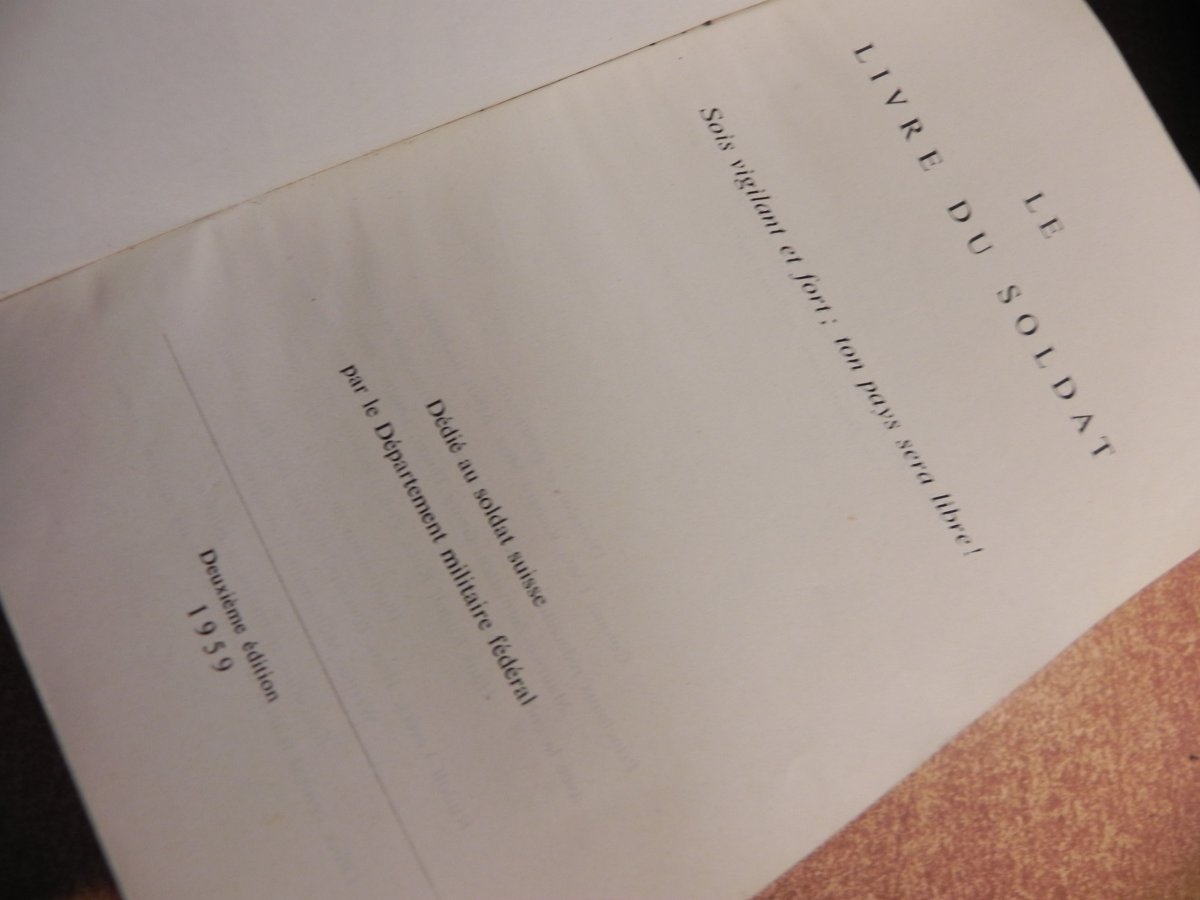 LE
LIVRE DU SOLDAT
Sois vigilant et fort ; ton pays sera libre !
Dédié au soldat suisse
par le Département militaire fédéral
Deuxième édition
1959